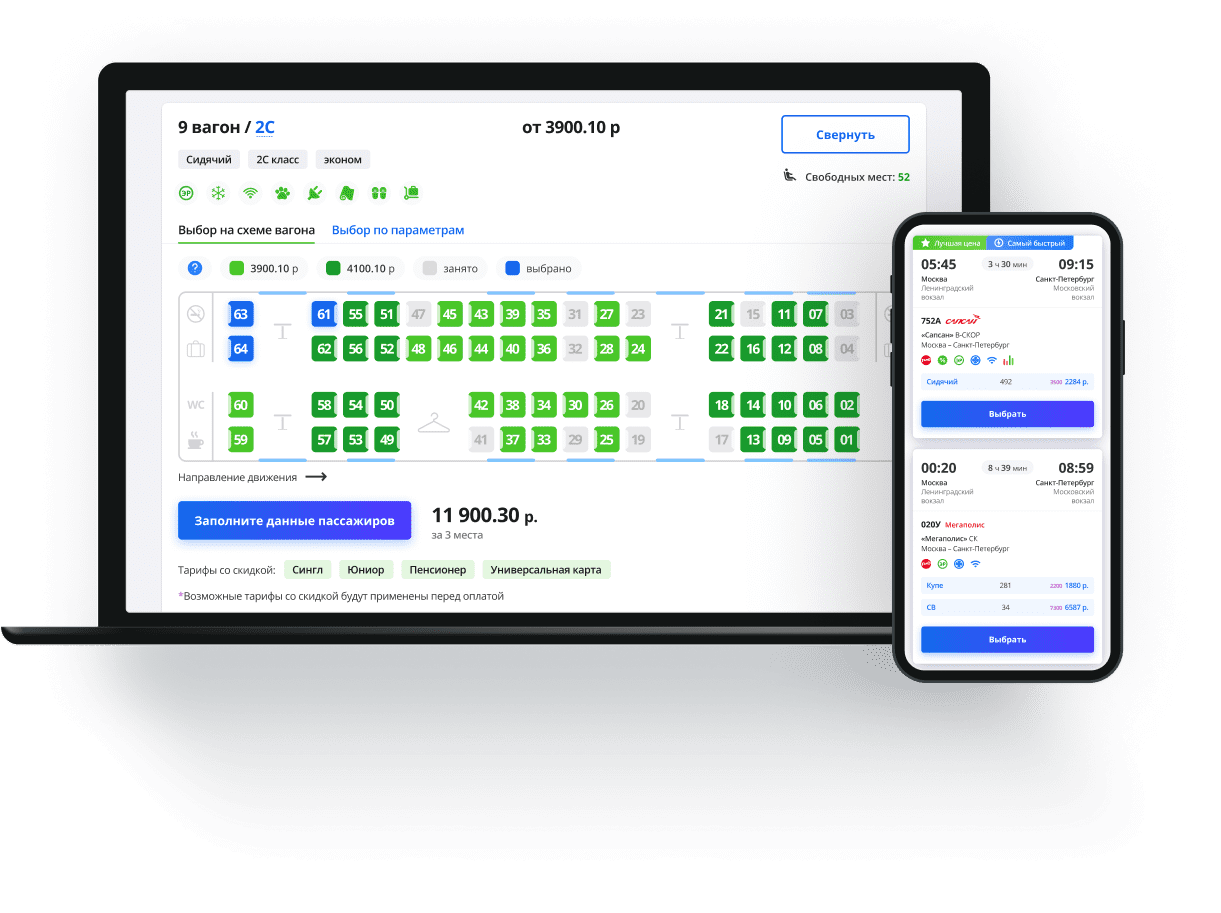 9 вагон / 2С
от 3900.10 р
Свернуть
Сидячий 2С класс эконом
Свободных мест: 52
ЭР
Выбор на схеме вагона Выбор по параметрам
? 3900.10 р 4100.10 р занято выбрано
63 61 55 51 47 45 43 39 35 31 27 23 21 15 11 07 03
64 62 56 52 48 46 44 40 36 32 28 24 22 16 12 08 04
WC 60 58 54 50 42 38 34 30 26 20 18 14 10 06 02
59 57 53 49 41 37 33 29 25 19 17 13 09 05 01
Направление движения
Заполните данные пассажиров
11 900.30 р.
за 3 места
Тарифы со скидкой: Сингл Юниор Пенсионер Универсальная карта
*Возможные тарифы со скидкой будут применены перед оплатой
Лучшая цена Самый быстрый
05:45 3 ч 30 мин 09:15
Москва Санкт-Петербург
Ленинградский Московский
вокзал вокзал
752А САПСАН
«Сапсан» В-СКОР
Москва – Санкт-Петербург
Сидячий 492 3500 2284 р.
Выбрать
00:20 8 ч 39 мин 08:59
Москва Санкт-Петербург
Ленинградский Московский
вокзал вокзал
020У Мегаполис
«Мегаполис» СК
Москва – Санкт-Петербург
Купе 281 2200 1880 р.
СВ 34 7300 6587 р.
Выбрать